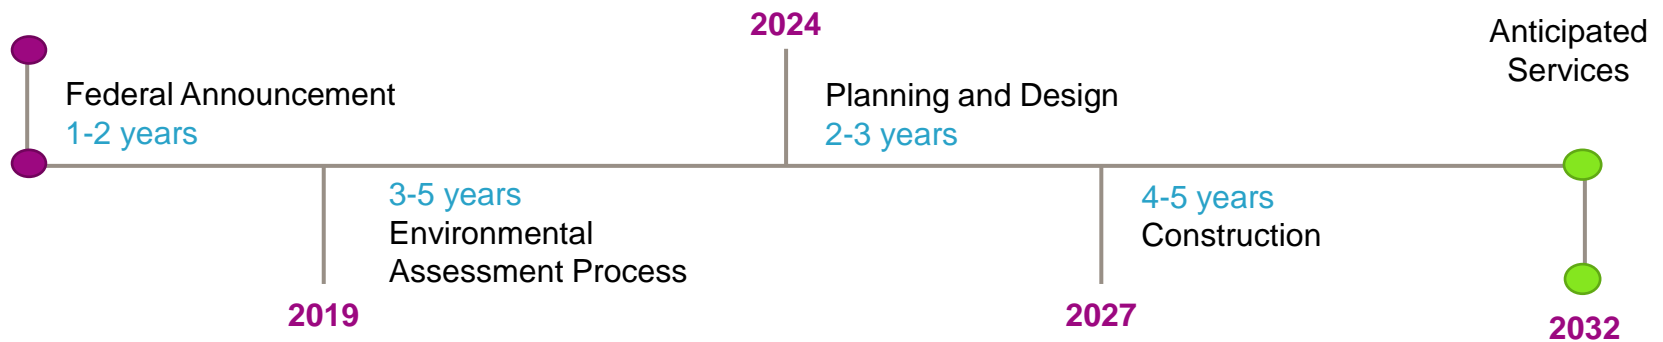 2024
Anticipated
Services
Federal Announcement
1-2 years
Planning and Design
2-3 years
3-5 years
Environmental
Assessment Process
4-5 years
Construction
2019
2027
2032